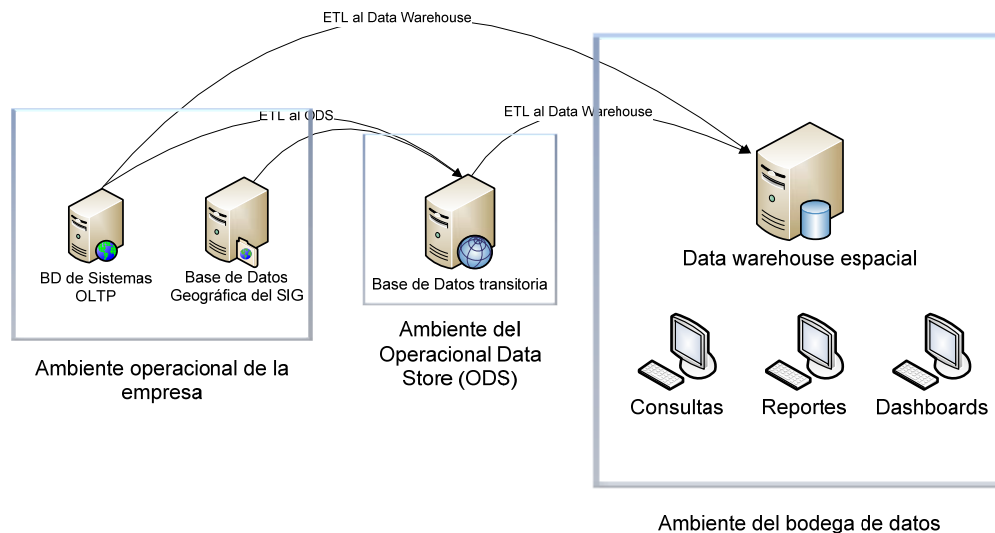 ETL al Data Warehouse
ETL al ODS
ETL al Data Warehouse
BD de Sistemas
OLTP
Base de Datos
Geográfica del SIG
Base de Datos transitoria
Data warehouse espacial
Ambiente operacional de la
empresa
Ambiente del
Operacional Data
Store (ODS)
Consultas
Reportes
Dashboards
Ambiente del bodega de datos